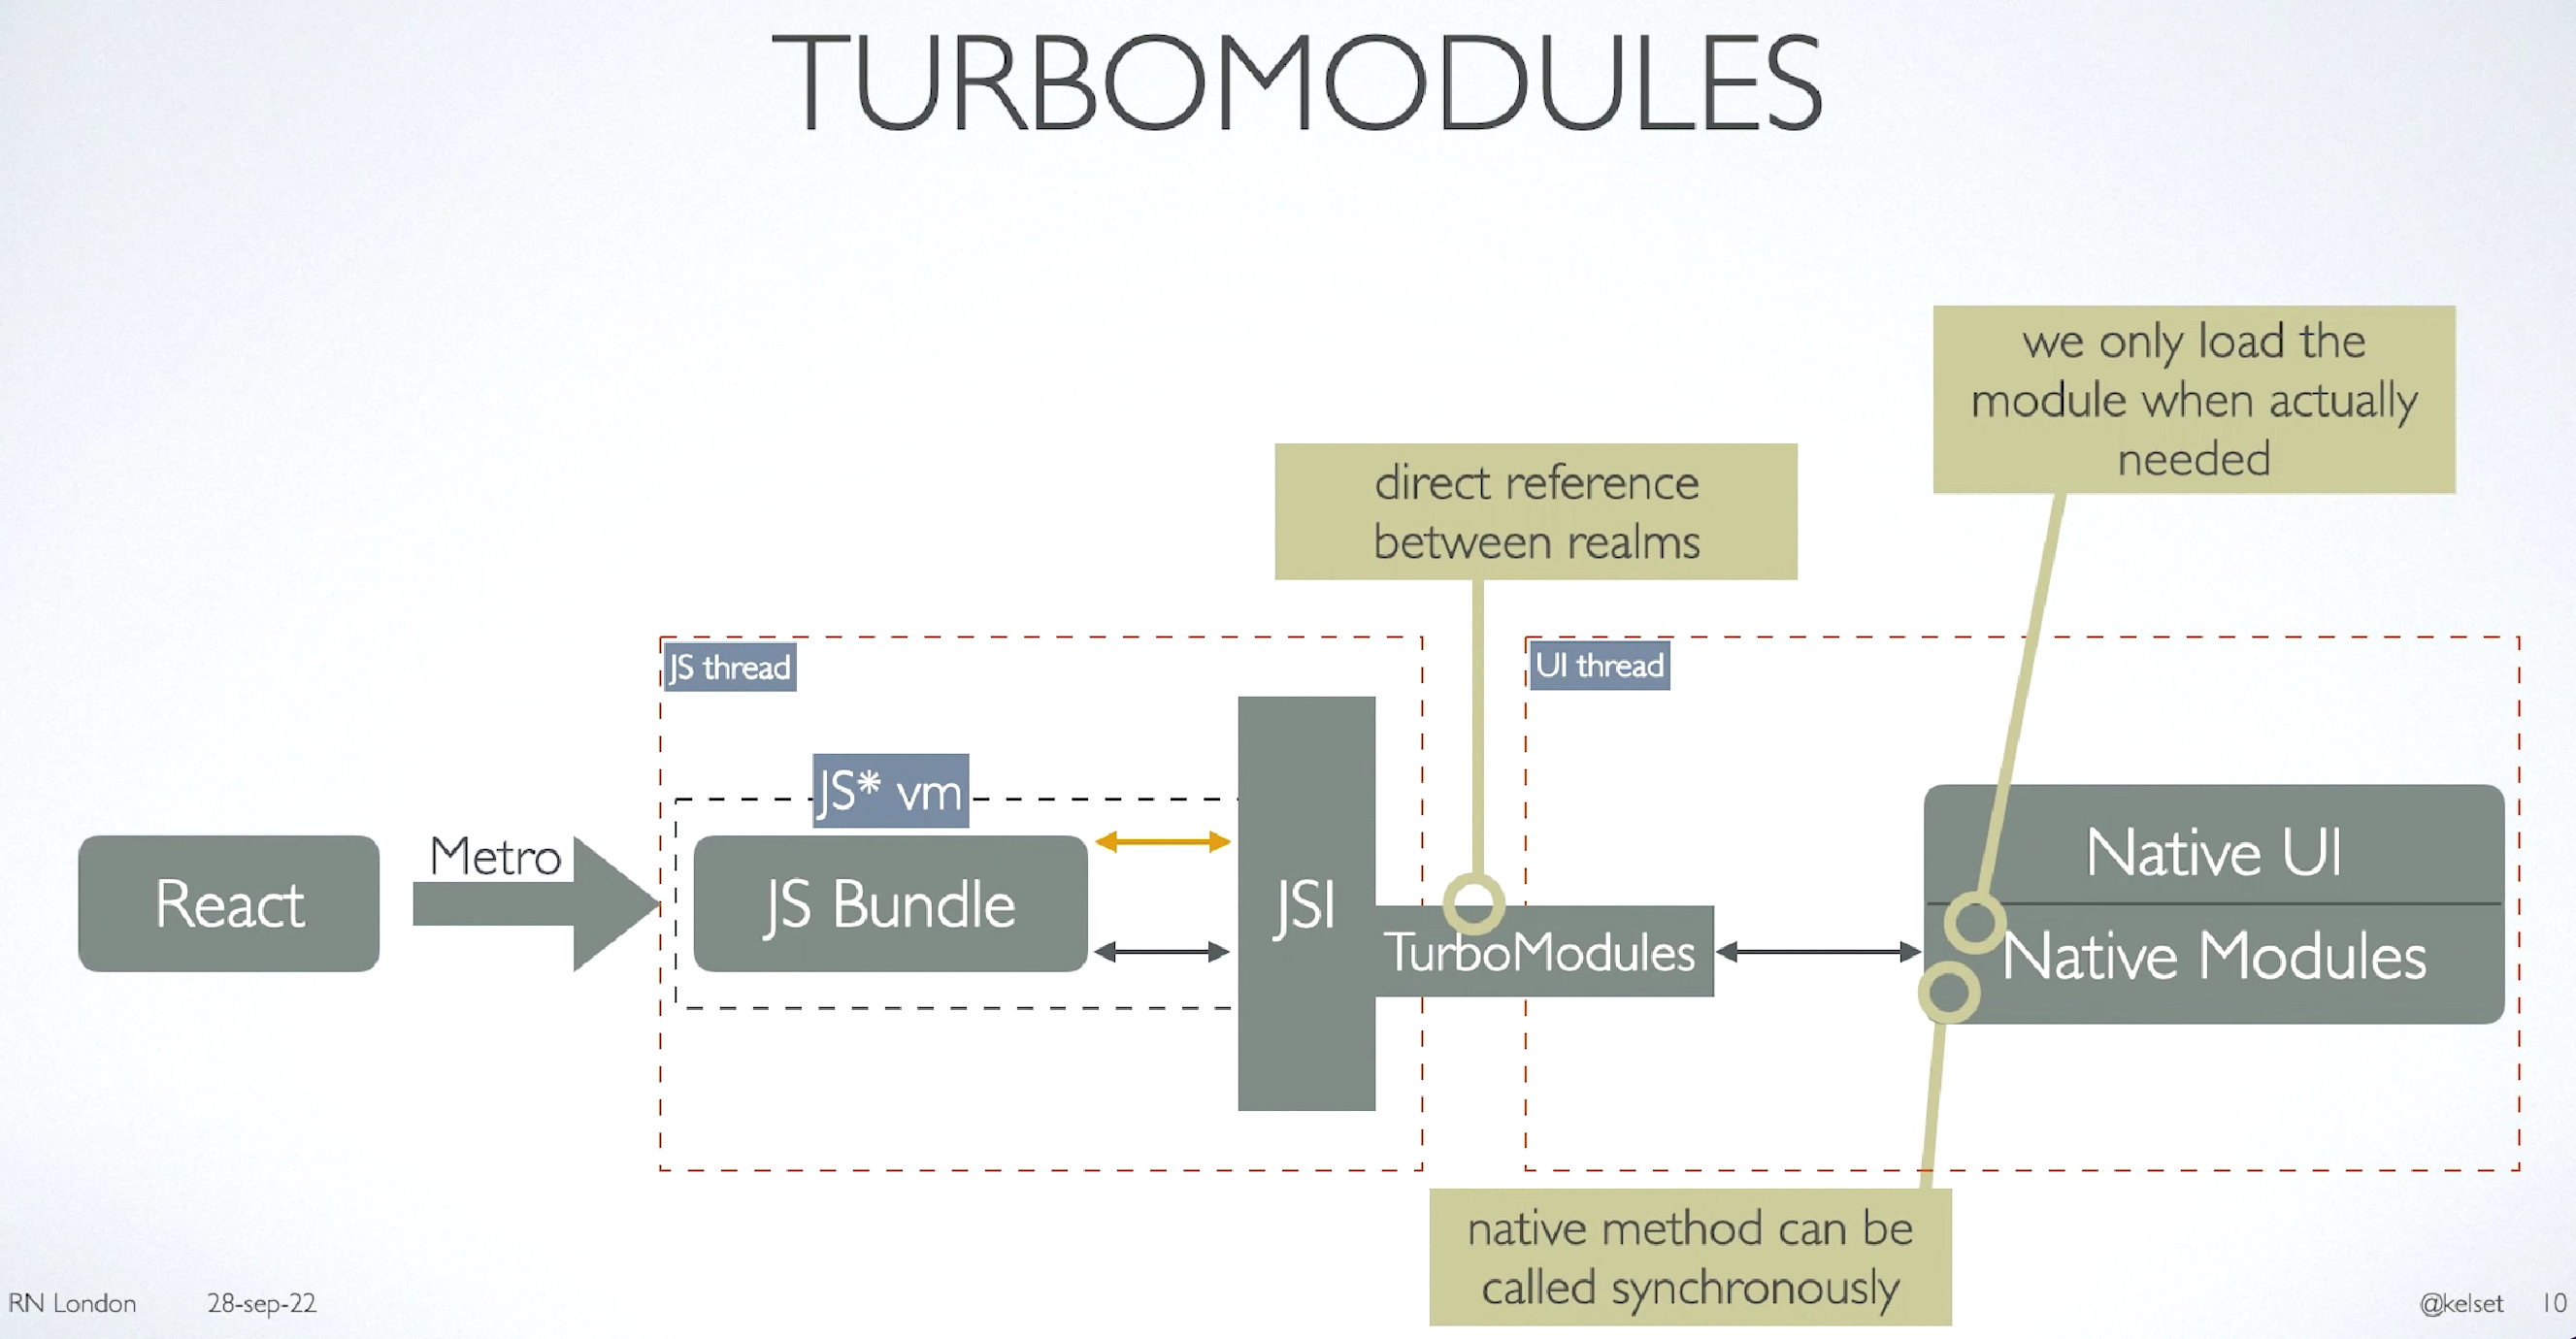 TURBOMODULES
we only load the
module when actually
needed
direct reference
between realms
JS thread
UI thread
JS* vm
React
Metro
JS Bundle
JSI
TurboModules
Native UI
Native Modules
native method can be
called synchronously
RN London 28-sep-22
@kelset 10